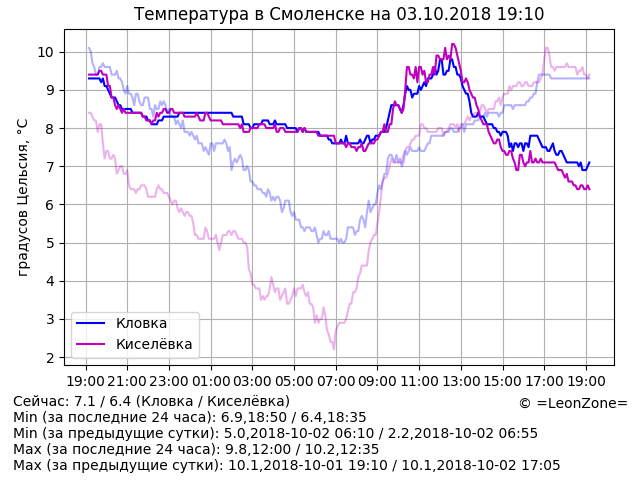 Температура в Смоленске на 03.10.2018 19:10
градусов Цельсия, °C
10
9
8
7
6
5
4
3
2
Кловка
Киселёвка
19:00 21:00 23:00 01:00 03:00 05:00 07:00 09:00 11:00 13:00 15:00 17:00 19:00
Сейчас: 7.1 / 6.4 (Кловка / Киселёвка)
© =LeonZone=
Min (за последние 24 часа): 6.9,18:50 / 6.4,18:35
Min (за предыдущие сутки): 5.0,2018-10-02 06:10 / 2.2,2018-10-02 06:55
Max (за последние 24 часа): 9.8,12:00 / 10.2,12:35
Max (за предыдущие сутки): 10.1,2018-10-01 19:10 / 10.1,2018-10-02 17:05